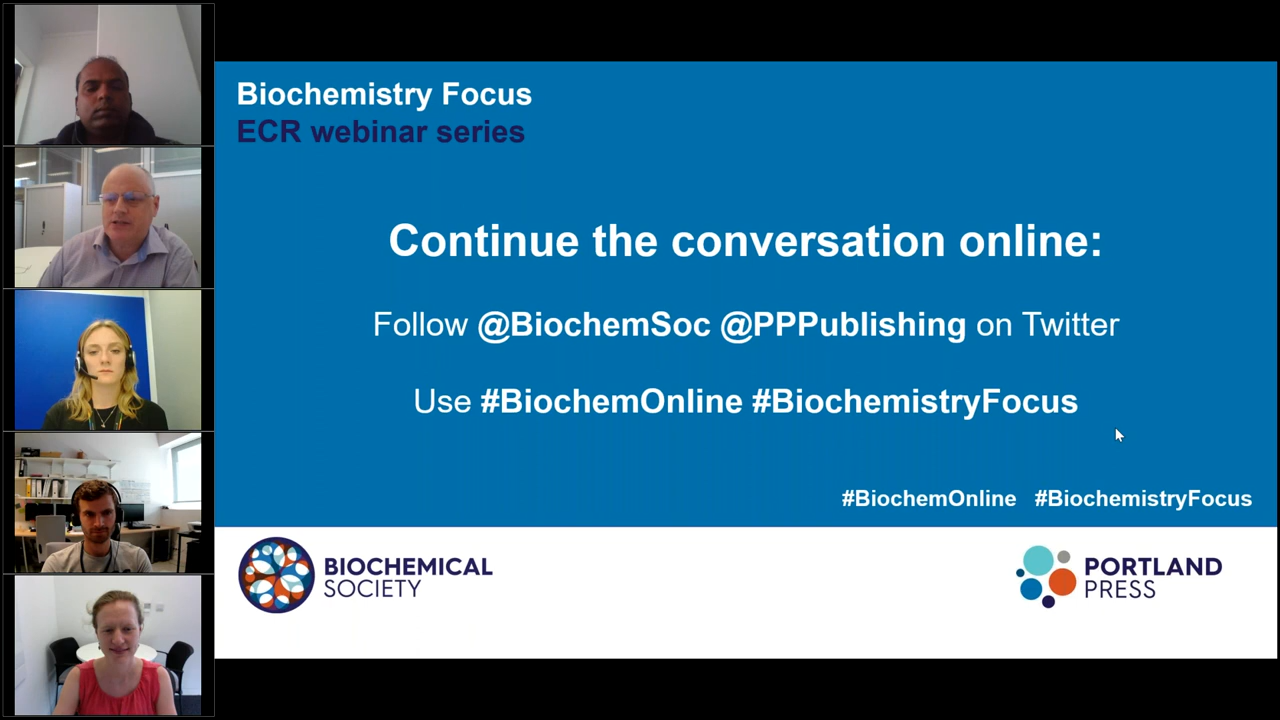 Biochemistry Focus
ECR webinar series
Continue the conversation online:
Follow @BiochemSoc @PPPublishing on Twitter
Use #BiochemOnline #BiochemistryFocus
#BiochemOnline #BiochemistryFocus
BIOCHEMICAL
SOCIETY
PORTLAND
PRESS